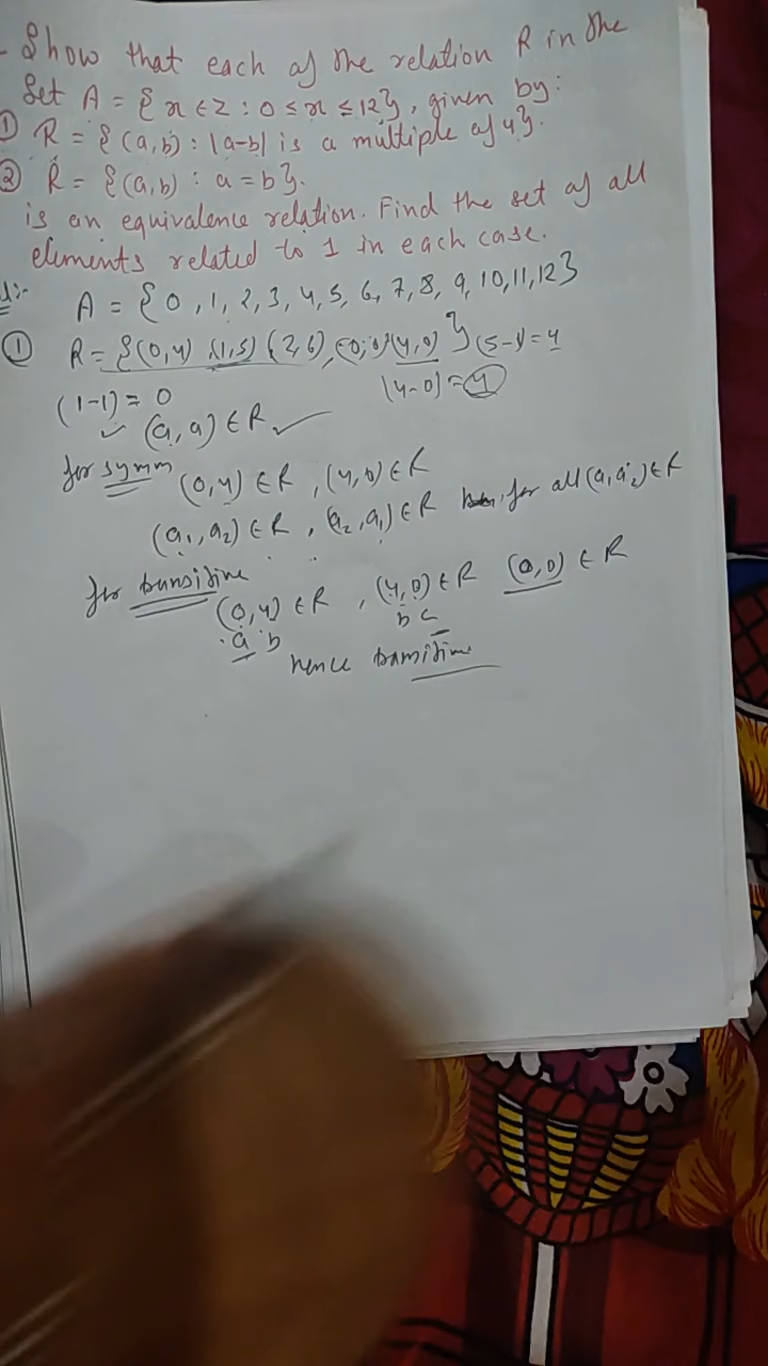 Show that each of the relation R in the
Set A = {x ∈ Z : 0 ≤ x ≤ 12}, given by:
① R = {(a,b) : |a-b| is a multiple of 4}.
② R = {(a,b) : a = b}.
is an equivalence relation. Find the set of all
elements related to 1 in each case.
A = {0, 1, 2, 3, 4, 5, 6, 7, 8, 9, 10, 11, 12}
① R = {(0,4) (1,5) (2,6), (0,0)(4,0)} (5-1) = 4
(1-1) = 0 |4-0| = 4
✓ (a, a) ∈ R ✓
for symm (0,4) ∈ R, (4,0) ∈ R
(a₁, a₂) ∈ R, (a₂, a₁) ∈ R for all (a₁, a₂) ∈ R
for transitive (0,4) ∈ R, (4,0) ∈ R (0,0) ∈ R
a b b c
hence transitive